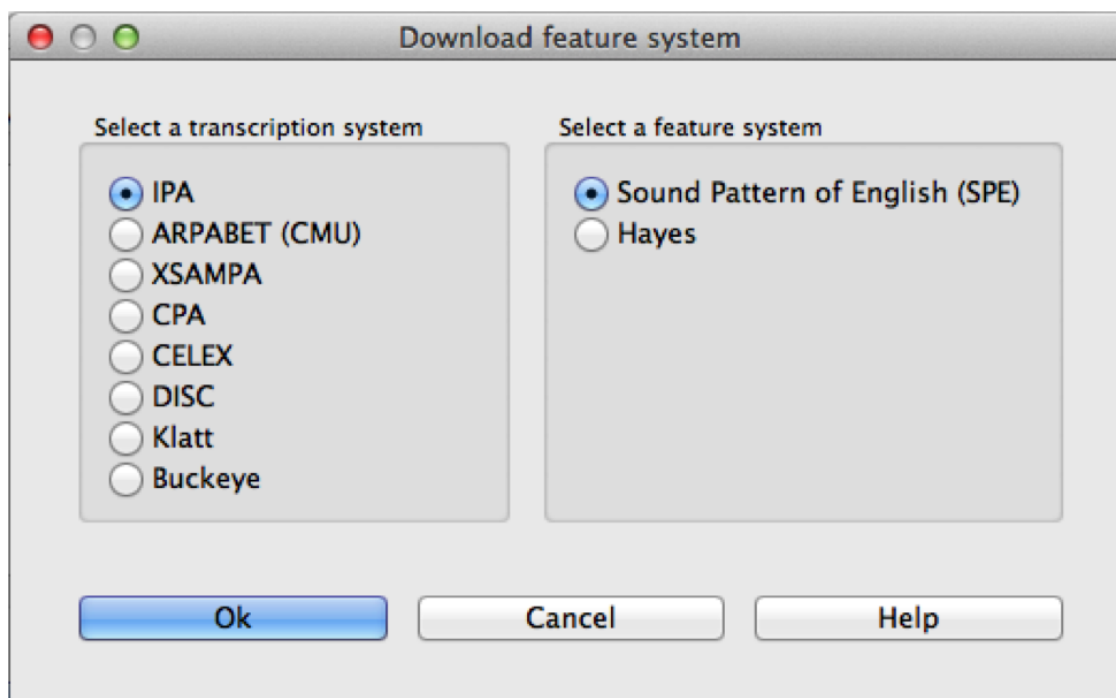 Download feature system
Select a transcription system
IPA
ARPABET (CMU)
XSAMPA
CPA
CELEX
DISC
Klatt
Buckeye
Select a feature system
Sound Pattern of English (SPE)
Hayes
Ok
Cancel
Help